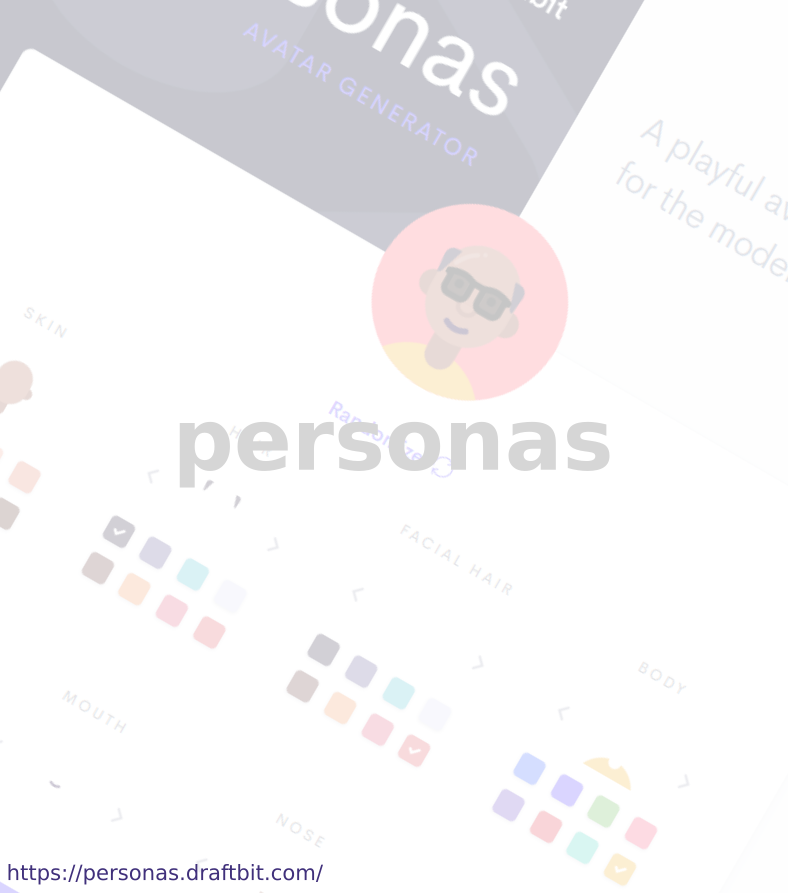 bit
onas
AVATAR GENERATOR
A playful av
for the moder
SKIN
Randomize
HAIR
personas
FACIAL HAIR
BODY
MOUTH
NOSE
https://personas.draftbit.com/